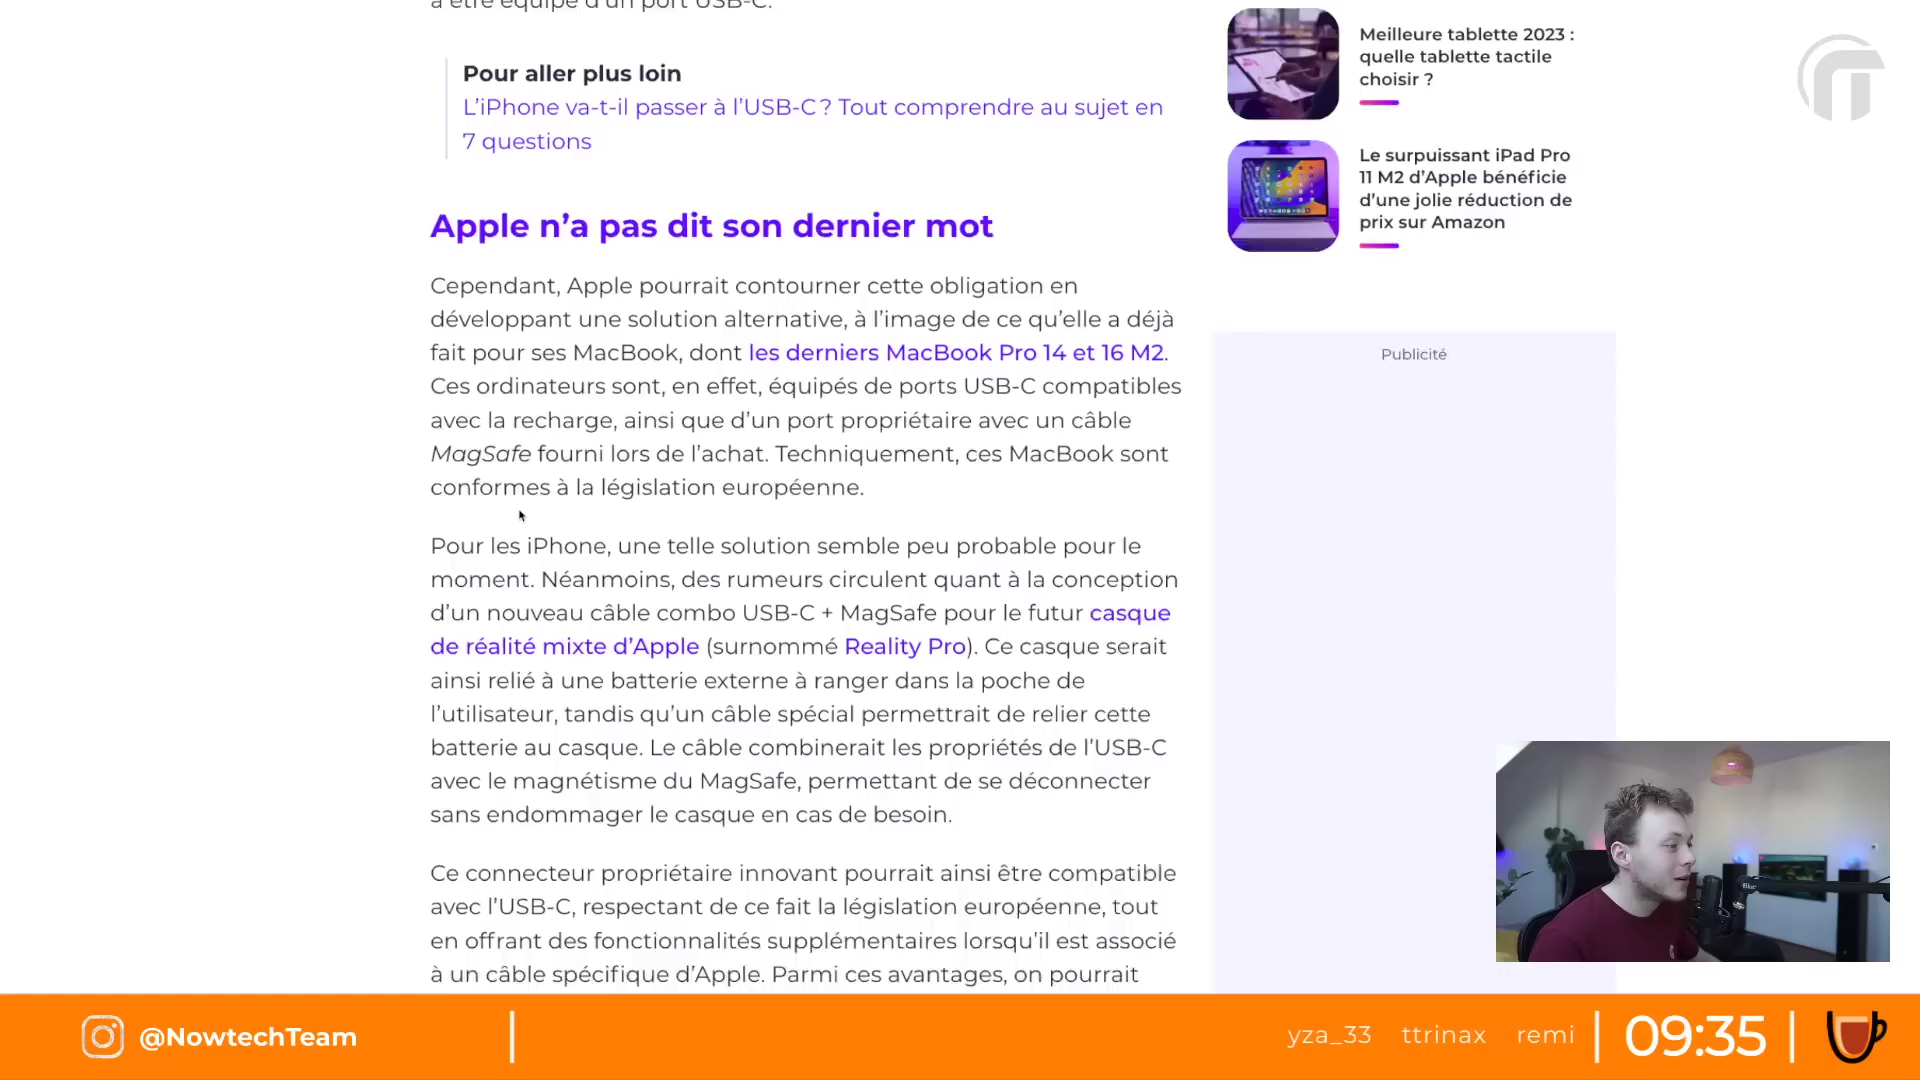 à être équipé d'un port USB-C.
Pour aller plus loin
L’iPhone va-t-il passer à l’USB-C ? Tout comprendre au sujet en
7 questions
Apple n’a pas dit son dernier mot
Cependant, Apple pourrait contourner cette obligation en
développant une solution alternative, à l’image de ce qu’elle a déjà
fait pour ses MacBook, dont les derniers MacBook Pro 14 et 16 M2.
Ces ordinateurs sont, en effet, équipés de ports USB-C compatibles
avec la recharge, ainsi que d’un port propriétaire avec un câble
MagSafe fourni lors de l’achat. Techniquement, ces MacBook sont
conformes à la législation européenne.
Pour les iPhone, une telle solution semble peu probable pour le
moment. Néanmoins, des rumeurs circulent quant à la conception
d’un nouveau câble combo USB-C + MagSafe pour le futur casque
de réalité mixte d’Apple (surnommé Reality Pro). Ce casque serait
ainsi relié à une batterie externe à ranger dans la poche de
l’utilisateur, tandis qu’un câble spécial permettrait de relier cette
batterie au casque. Le câble combinerait les propriétés de l’USB-C
avec le magnétisme du MagSafe, permettant de se déconnecter
sans endommager le casque en cas de besoin.
Ce connecteur propriétaire innovant pourrait ainsi être compatible
avec l’USB-C, respectant de ce fait la législation européenne, tout
en offrant des fonctionnalités supplémentaires lorsqu’il est associé
à un câble spécifique d’Apple. Parmi ces avantages, on pourrait
Meilleure tablette 2023 :
quelle tablette tactile
choisir ?
Le surpuissant iPad Pro
11 M2 d’Apple bénéficie
d’une jolie réduction de
prix sur Amazon
Publicité
@NowtechTeam
yza_33 ttrinax remi
09:35